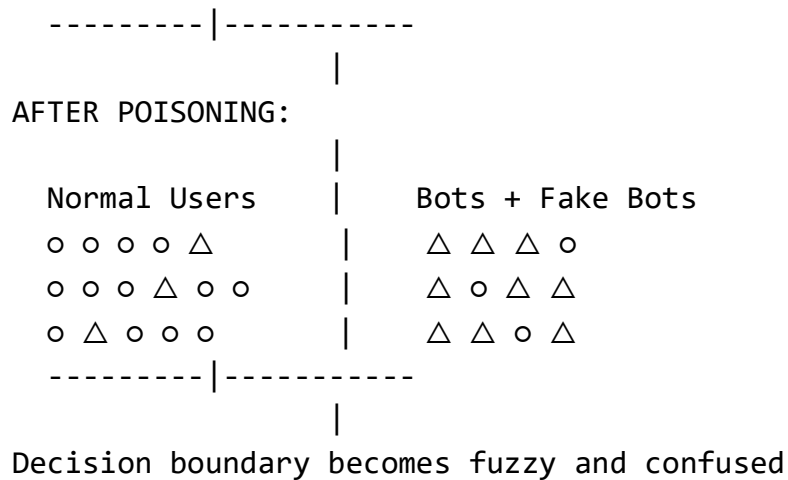 ---------|-----------
|
AFTER POISONING:
|
Normal Users | Bots + Fake Bots
○ ○ ○ ○ △ | △ △ △ ○
○ ○ ○ △ ○ ○ | △ ○ △ △
○ △ ○ ○ ○ | △ △ ○ △
---------|-----------
|
Decision boundary becomes fuzzy and confused